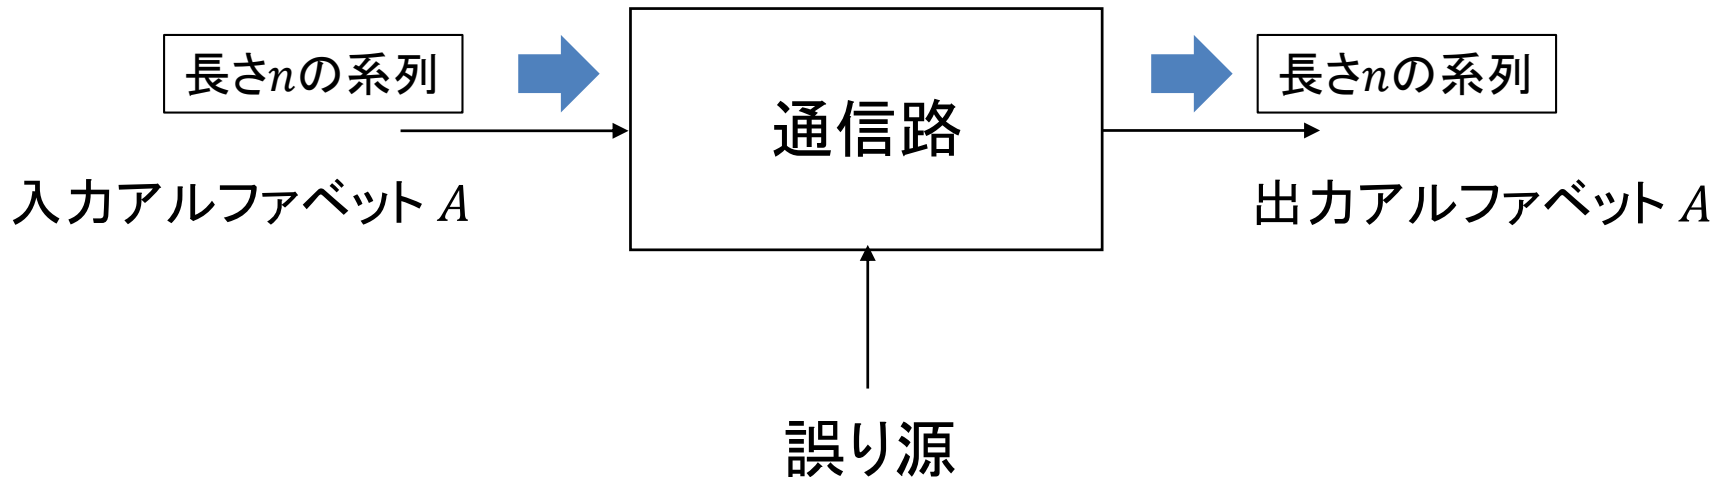 長さnの系列
長さnの系列
通信路
入力アルファベット A
出力アルファベット A
誤り源